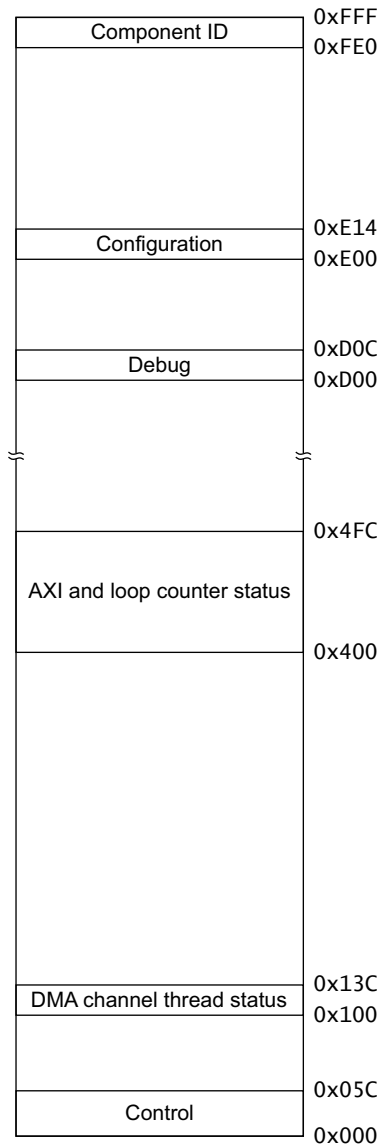 0xFFF
Component ID
0xFE0
0xE14
Configuration
0xE00
0xD0C
Debug
0xD00
0x4FC
AXI and loop counter status
0x400
0x13C
DMA channel thread status
0x100
0x05C
Control
0x000